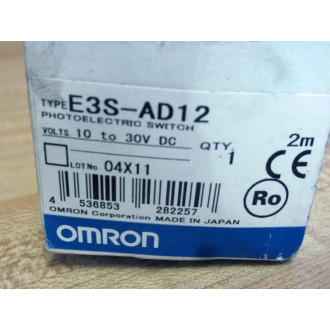 TYPE E3S-AD12
PHOTOELECTRIC SWITCH
VOLTS 10 to 30V DC
QTY. 1
2m
LOT No. 04X11
CE
Ro
4 536853 282257
OMRON Corporation MADE IN JAPAN
OMRON